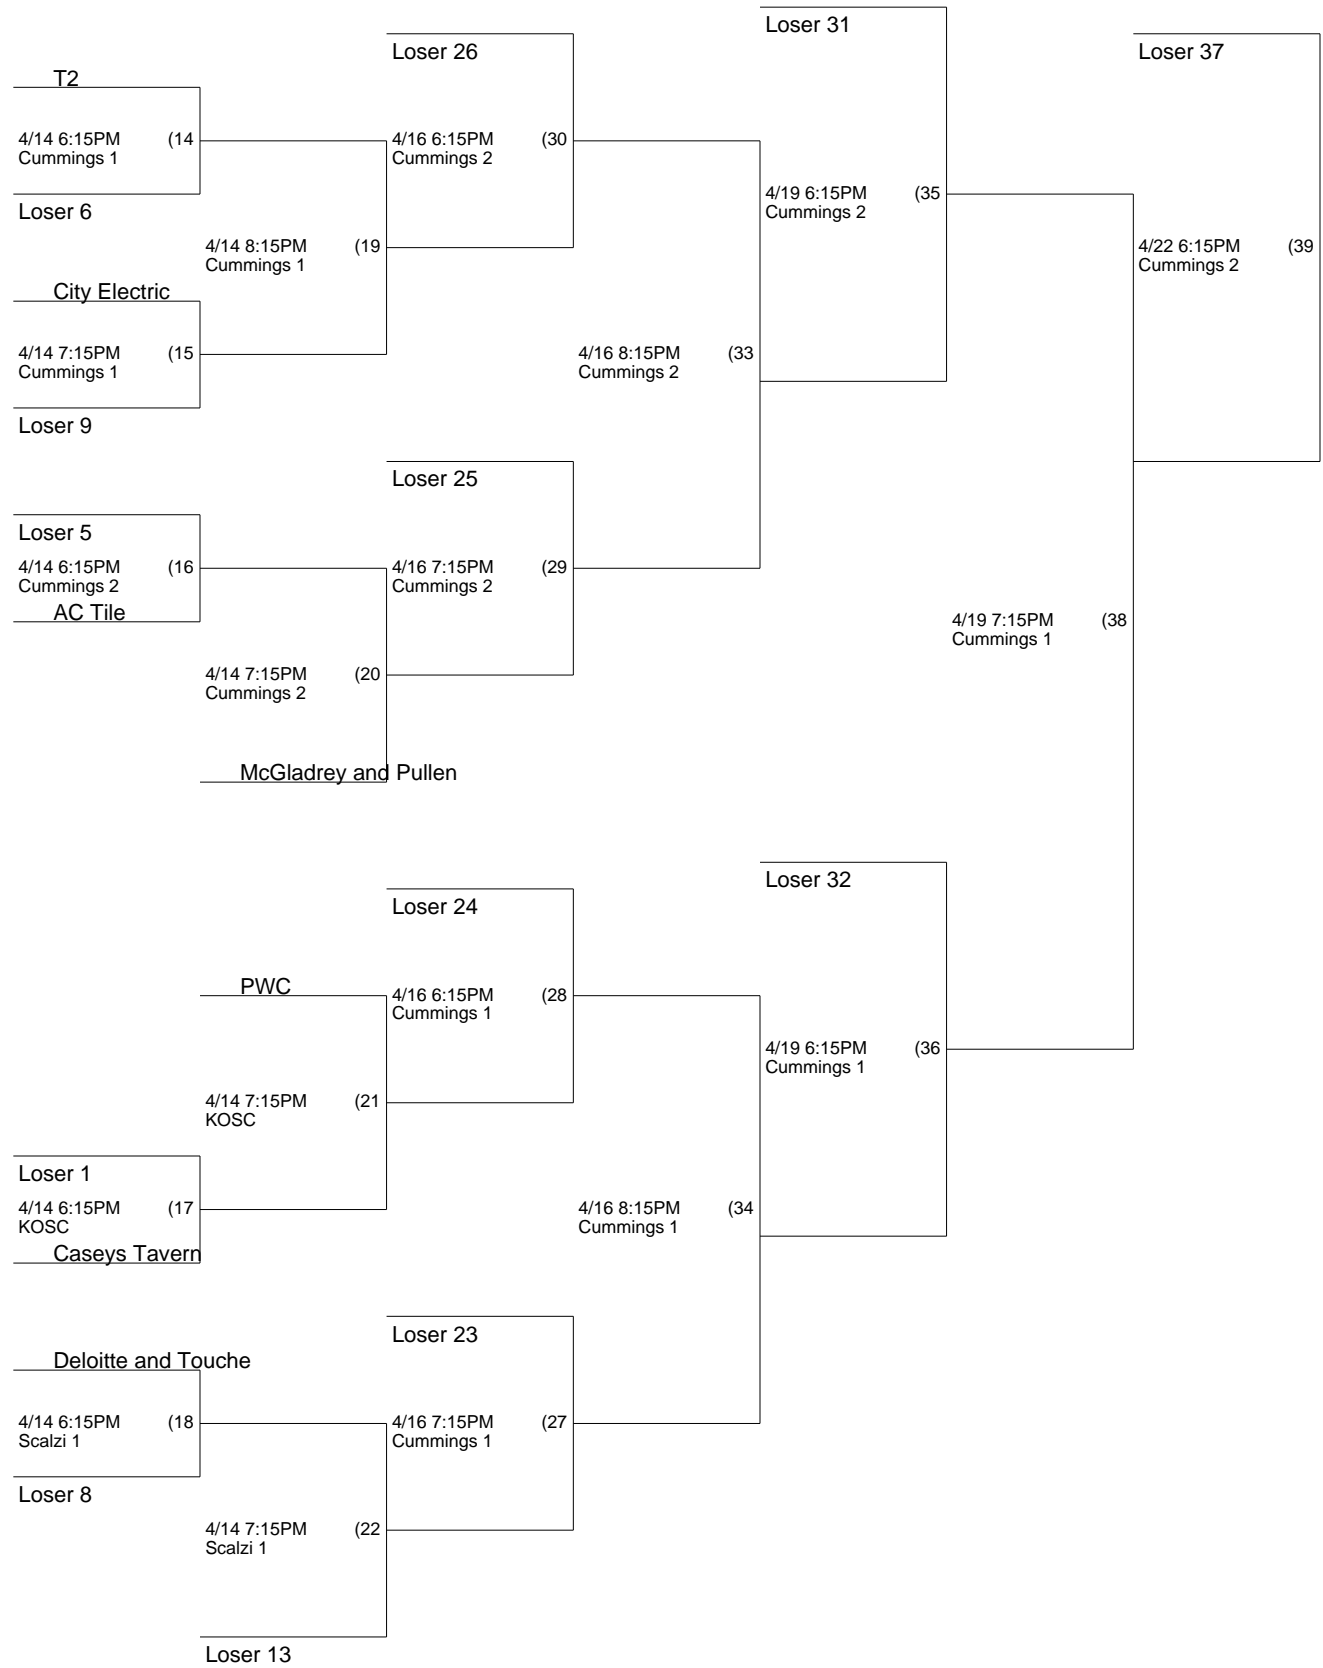 Loser 31
Loser 26
Loser 37
T2
4/14 6:15PM (14
Cummings 1
4/16 6:15PM (30
Cummings 2
4/19 6:15PM (35
Cummings 2
Loser 6
4/14 8:15PM (19
Cummings 1
4/22 6:15PM (39
Cummings 2
City Electric
4/14 7:15PM (15
Cummings 1
4/16 8:15PM (33
Cummings 2
Loser 9
Loser 25
Loser 5
4/14 6:15PM (16
Cummings 2
4/16 7:15PM (29
Cummings 2
AC Tile
4/19 7:15PM (38
Cummings 1
4/14 7:15PM (20
Cummings 2
McGladrey and Pullen
Loser 32
Loser 24
PWC
4/16 6:15PM (28
Cummings 1
4/19 6:15PM (36
Cummings 1
4/14 7:15PM (21
KOSC
Loser 1
4/14 6:15PM (17
KOSC
4/16 8:15PM (34
Cummings 1
Caseys Tavern
Loser 23
Deloitte and Touche
4/14 6:15PM (18
Scalzi 1
4/16 7:15PM (27
Cummings 1
Loser 8
4/14 7:15PM (22
Scalzi 1
Loser 13